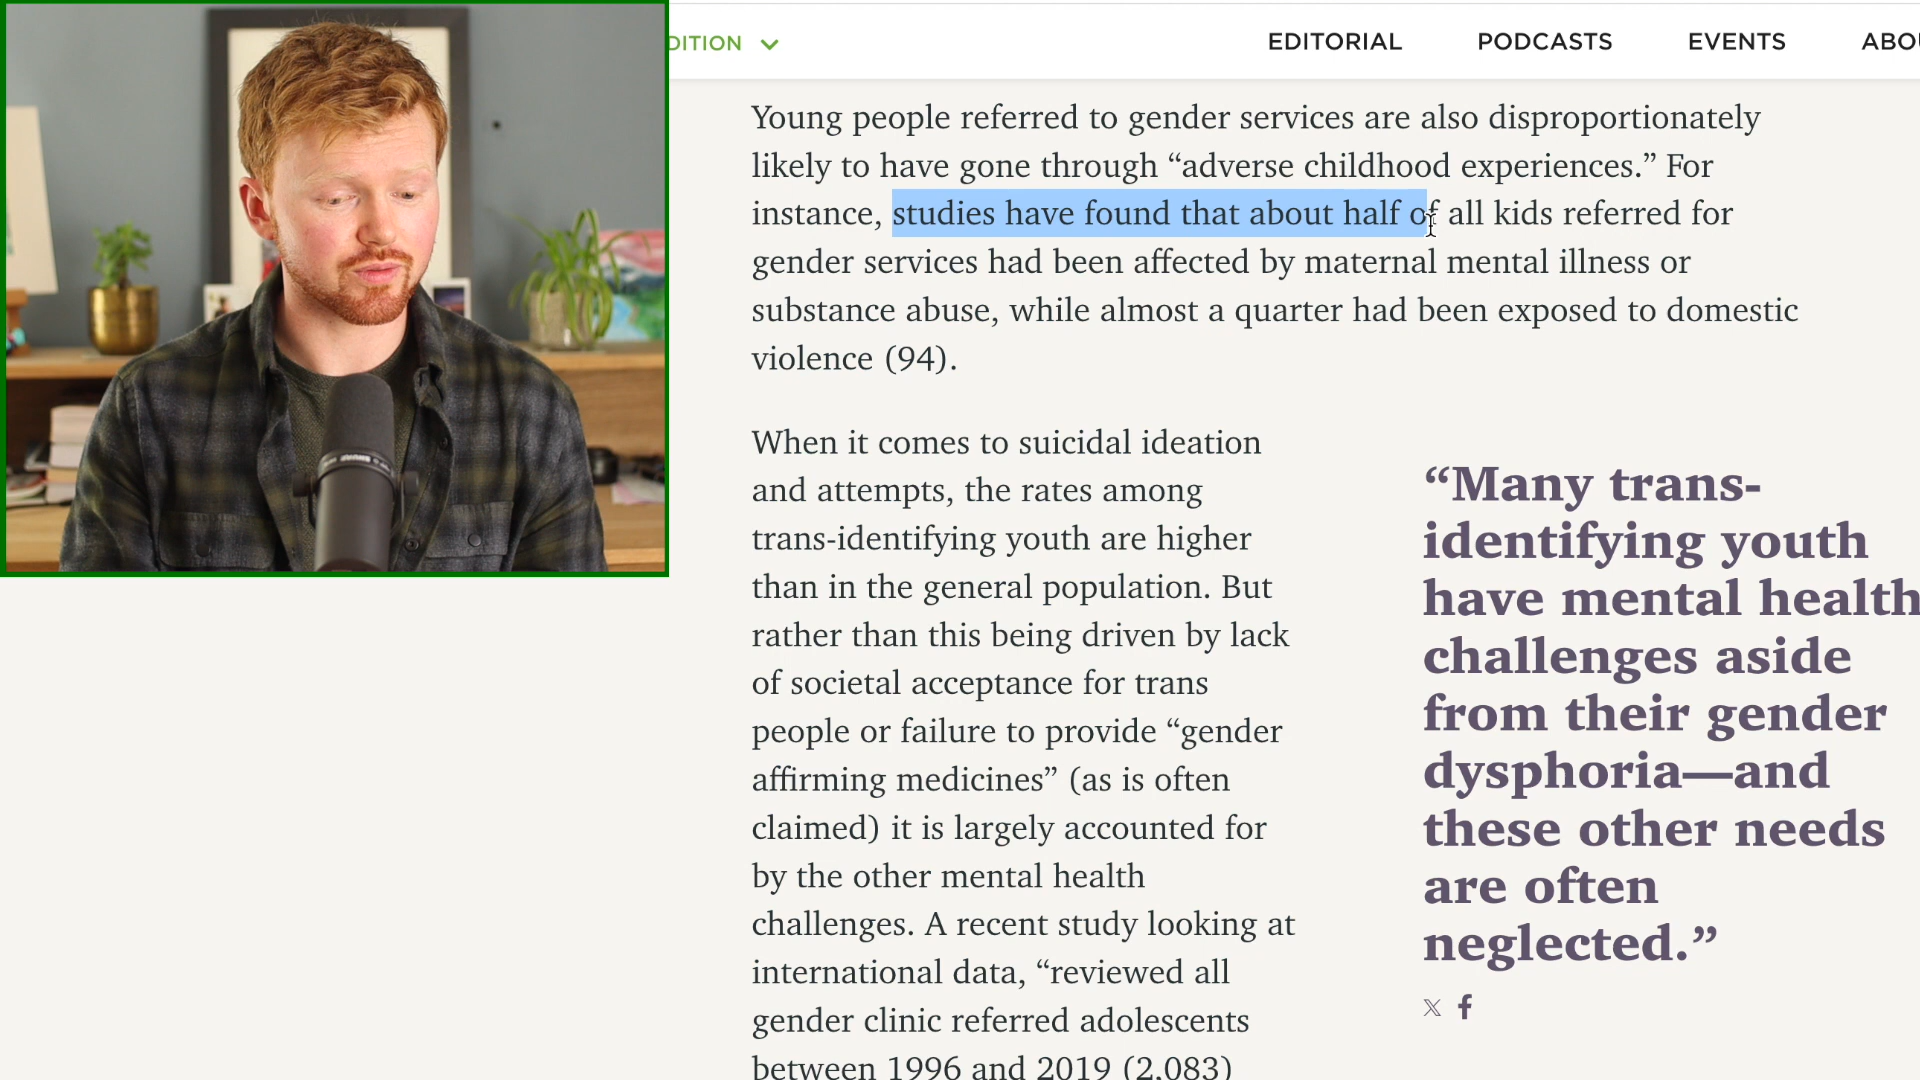 DITION
EDITORIAL
PODCASTS
EVENTS
ABO
Young people referred to gender services are also disproportionately
likely to have gone through “adverse childhood experiences.” For
instance, studies have found that about half of all kids referred for
gender services had been affected by maternal mental illness or
substance abuse, while almost a quarter had been exposed to domestic
violence (94).
When it comes to suicidal ideation
and attempts, the rates among
trans-identifying youth are higher
than in the general population. But
rather than this being driven by lack
of societal acceptance for trans
people or failure to provide “gender
affirming medicines” (as is often
claimed) it is largely accounted for
by the other mental health
challenges. A recent study looking at
international data, “reviewed all
gender clinic referred adolescents
between 1996 and 2019 (2,083)
“Many trans-
identifying youth
have mental health
challenges aside
from their gender
dysphoria—and
these other needs
are often
neglected.”